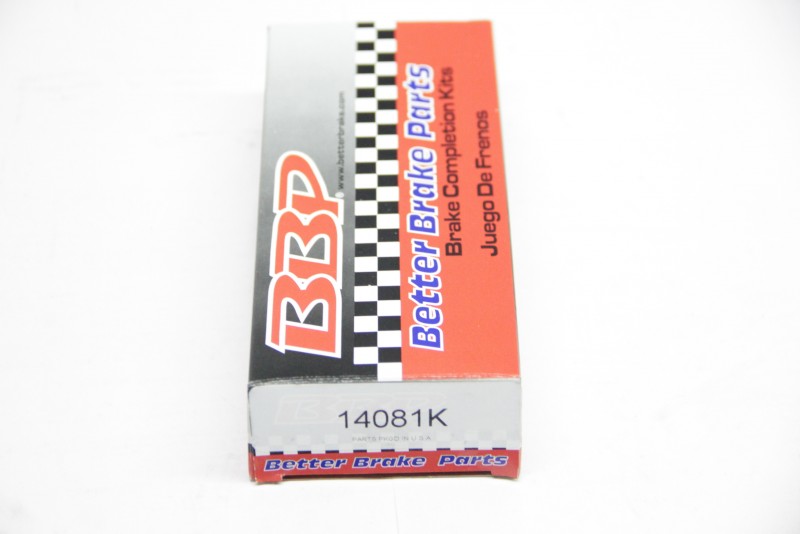 BBP
www.betterbrake.com
Better Brake Parts
Brake Completion Kits
Juego De Frenos
14081K
PARTS PROD IN U.S.A.
Better Brake Parts